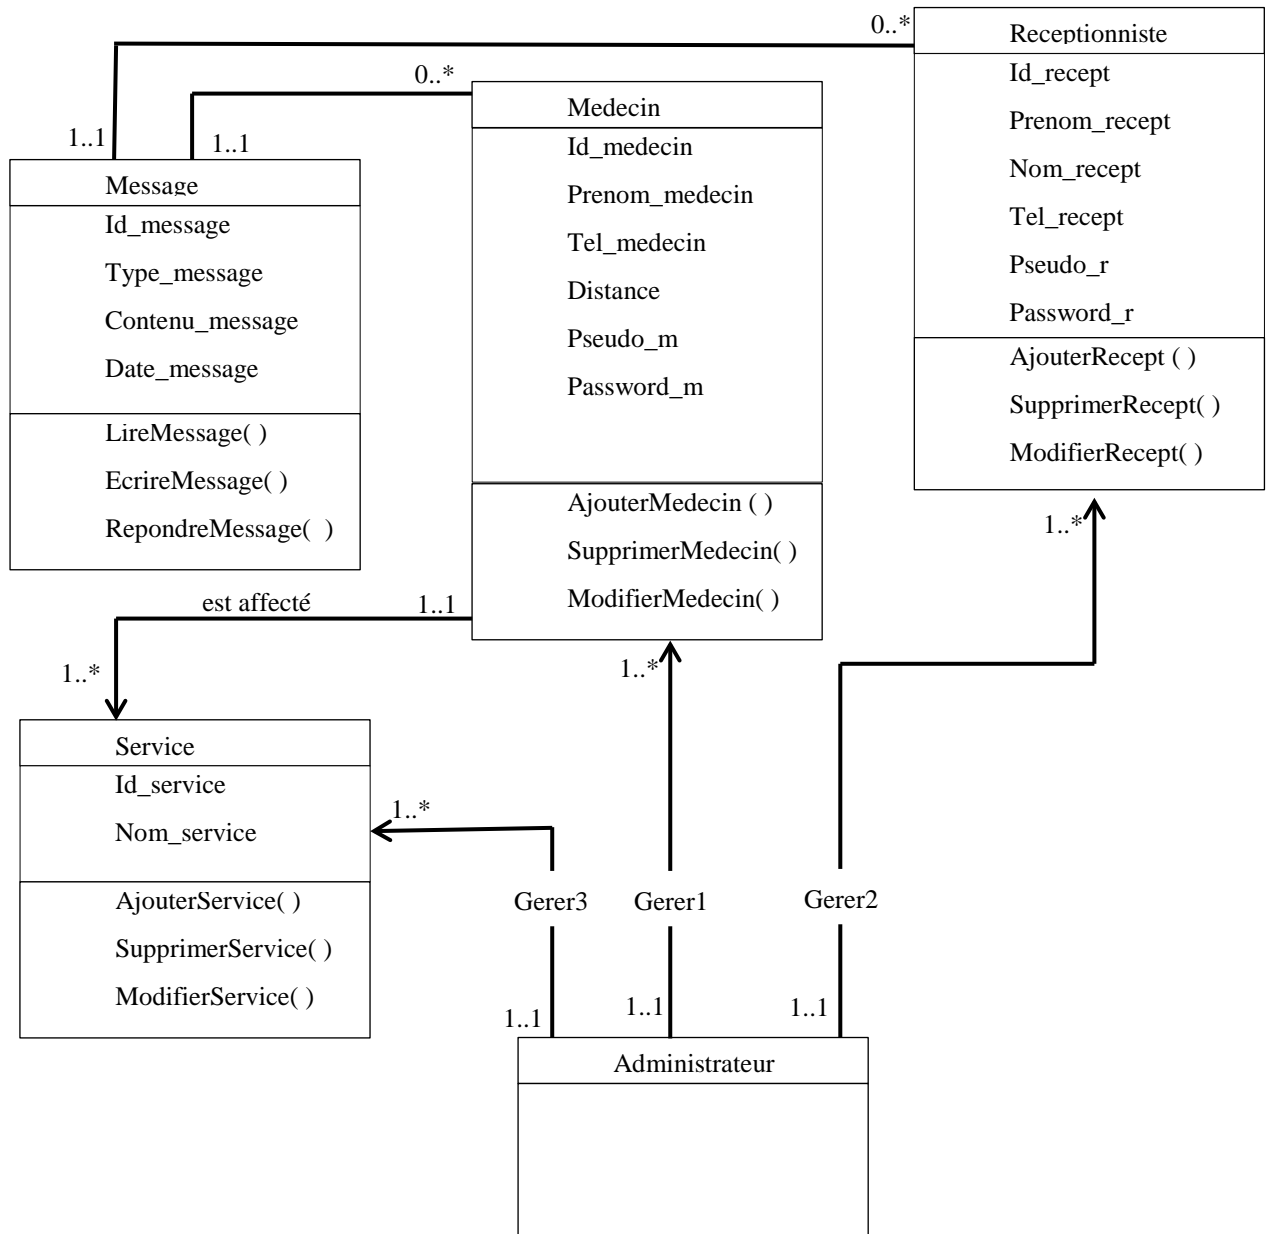 0..*
Receptionniste
Id_recept
Prenom_recept
Nom_recept
Tel_recept
Pseudo_r
Password_r
AjouterRecept ( )
SupprimerRecept( )
ModifierRecept( )
1..*
0..*
Medecin
Id_medecin
Prenom_medecin
Tel_medecin
Distance
Pseudo_m
Password_m
AjouterMedecin ( )
SupprimerMedecin( )
ModifierMedecin( )
1..*
1..1
1..1
Message
Id_message
Type_message
Contenu_message
Date_message
LireMessage( )
EcrireMessage( )
RepondreMessage(  )
est affecté
1..1
1..*
Service
Id_service
Nom_service
AjouterService( )
SupprimerService( )
ModifierService( )
1..*
Gerer3
Gerer1
Gerer2
1..1
1..1
1..1
Administrateur